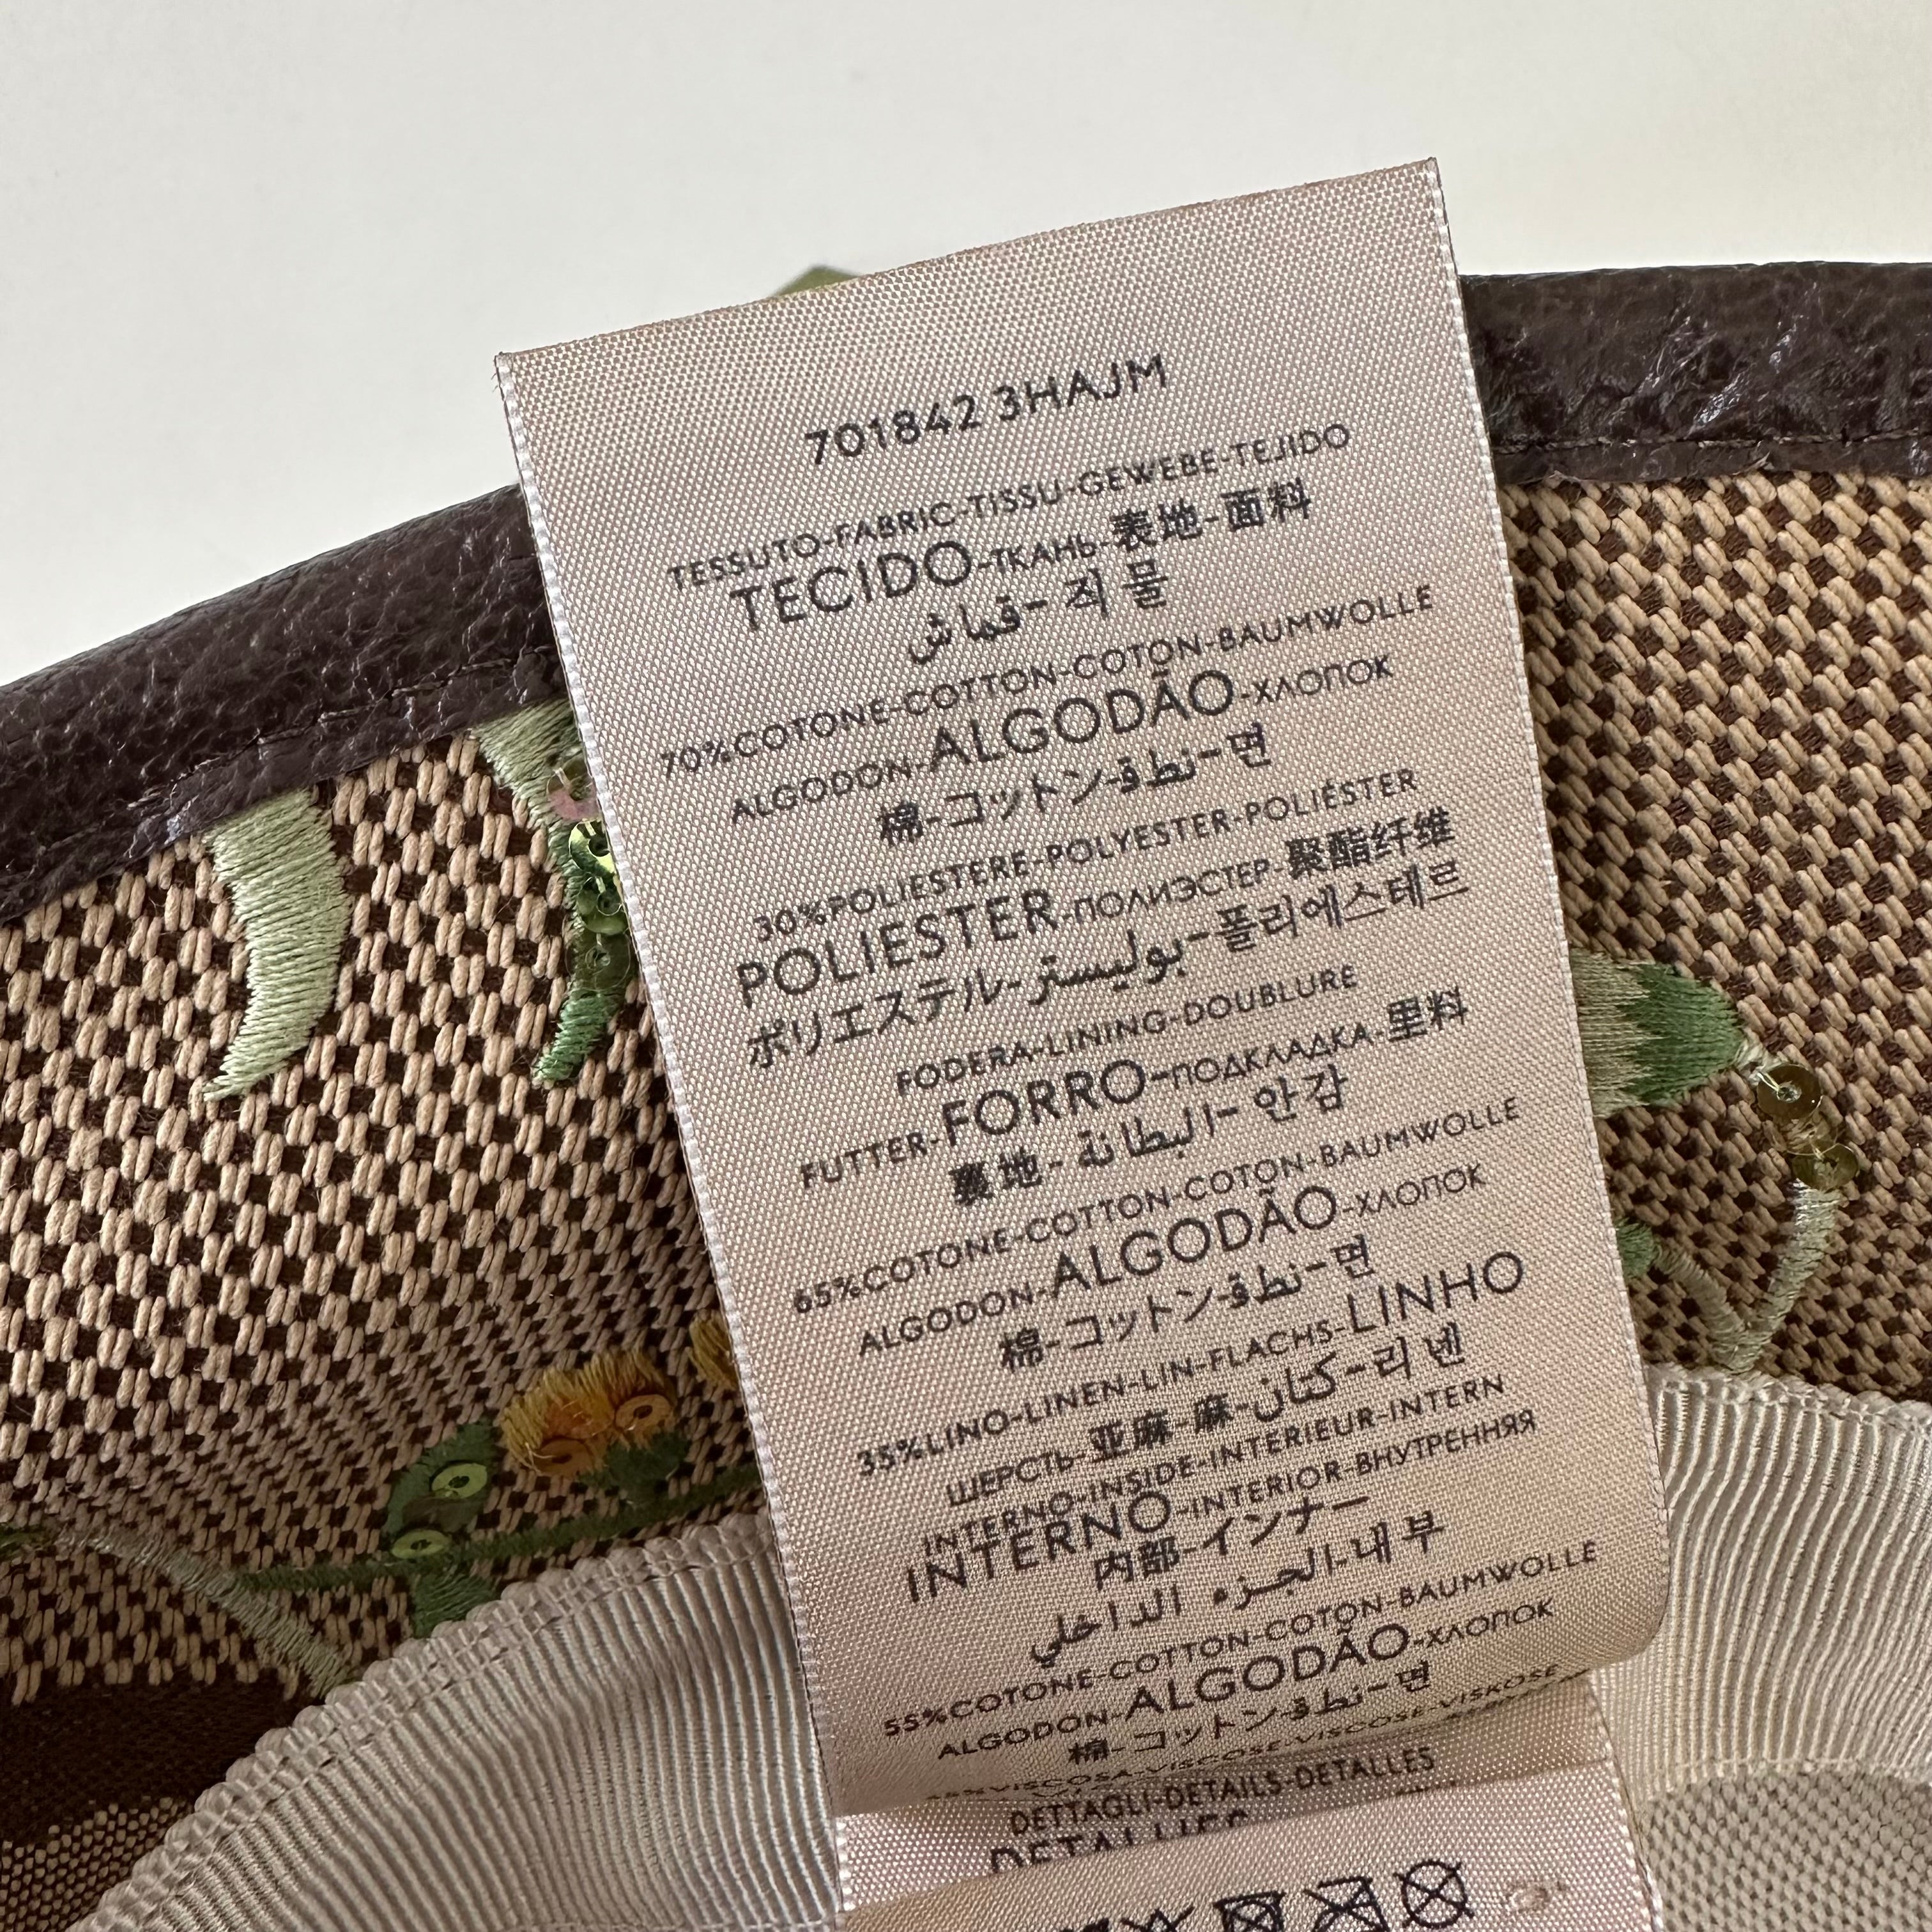 701842 3HAJM
TESSUTO-FABRIC-TISSU-GEWEBE-TEJIDO
TECIDO-ТКАНЬ-表地-面料
قماش-직물
70%COTONE-COTTON-COTON-BAUMWOLLE
ALGODON-ALGODÃO-ХЛОПОК
棉-コットン-قطن-면
30%POLIESTERE-POLYESTER-POLIÉSTER
POLIESTER-ПОЛИЭСТЕР-聚酯纤维
ポリエステル-بوليستر-폴리에스테르
FODERA-LINING-DOUBLURE
FUTTER-FORRO-ПОДКЛАДКА-里料
裏地-البطانة-안감
65%COTONE-COTTON-COTON-BAUMWOLLE
ALGODON-ALGODÃO-ХЛОПОК
棉-コットン-قطن-면
35%LINO-LINEN-LIN-FLACHS-LINHO
ШЕРСТЬ-亚麻-麻-كتان-리넨
INTERNO-INSIDE-INTERIEUR-INTERN
INTERNO-INTERIOR-ВНУТРЕННЯЯ
内部-インナー
الجزء الداخلي-내부
55%COTONE-COTTON-COTON-BAUMWOLLE
ALGODON-ALGODÃO-ХЛОПОК
棉-コットン-قطن-면
VISCOSA-VISCOSE-VISCOSE-VISKOSE
DETTAGLI-DETAILS-DETALLES